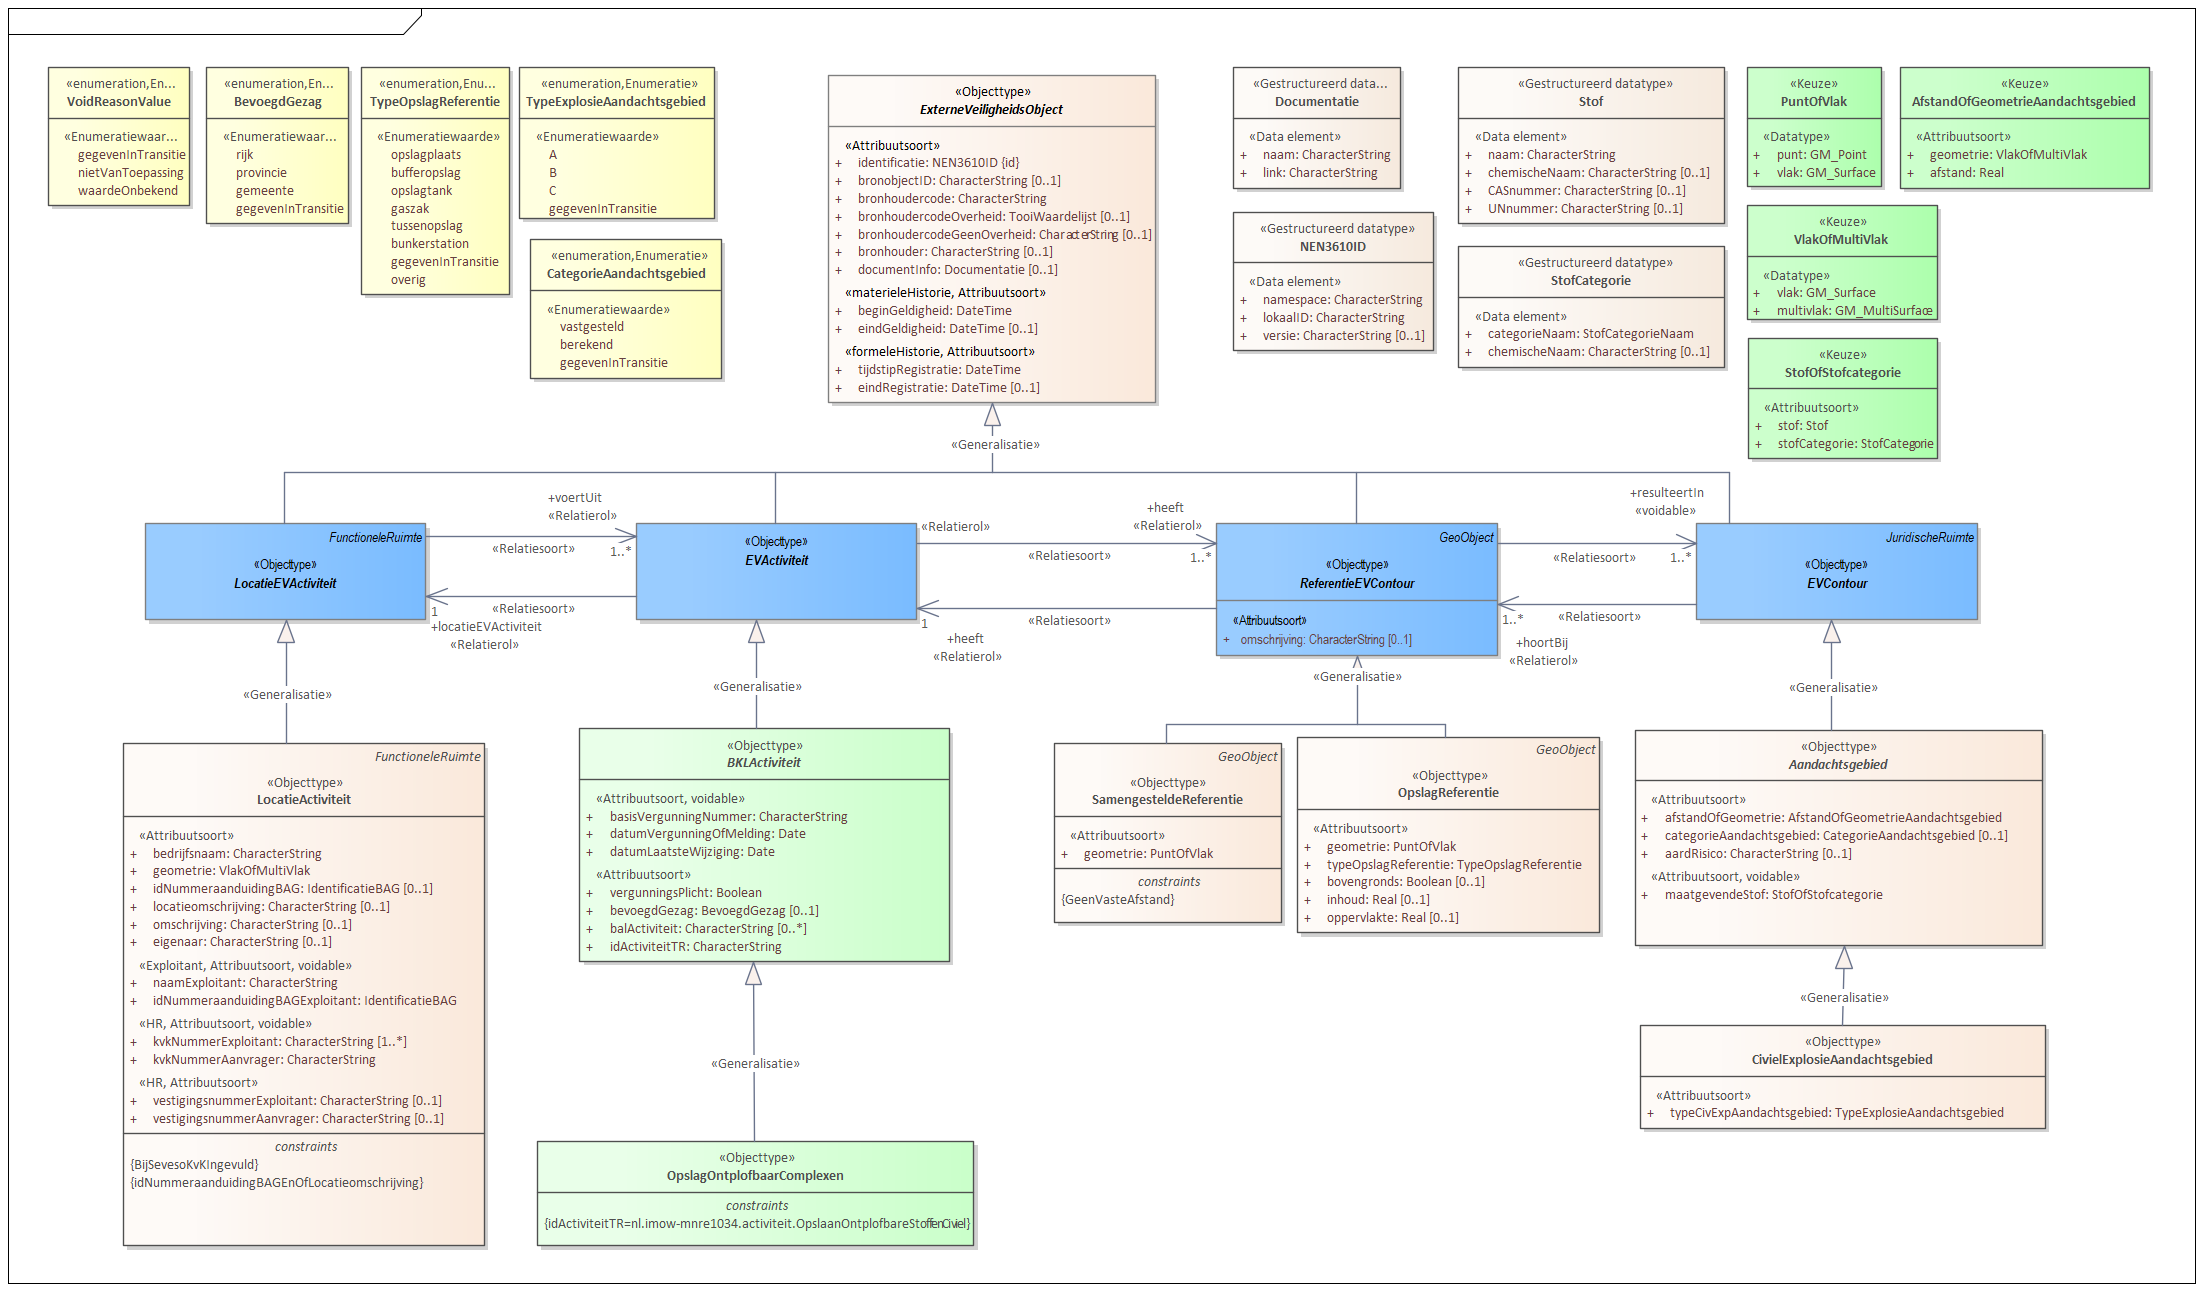 «enumeration,En...
VoidReasonValue
«Enumeratiewaar...
gegevenInTransitie
nietVanToepassing
waardeOnbekend
«enumeration,En...
BevoegdGezag
«Enumeratiewaar...
rijk
provincie
gemeente
gegevenInTransitie
«enumeration,Enu...
TypeOpslagReferentie
«Enumeratiewaarde»
opslagplaats
bufferopslag
opslagtank
gaszak
tussenopslag
bunkerstation
gegevenInTransitie
overig
«enumeration,Enumeratie»
TypeExplosieAandachtsgebied
«Enumeratiewaarde»
A
B
C
gegevenInTransitie
«enumeration,Enumeratie»
CategorieAandachtsgebied
«Enumeratiewaarde»
vastgesteld
berekend
gegevenInTransitie
«Objecttype»
ExterneVeiligheidsObject
«Attribuutsoort»
+ identificatie: NEN3610ID {id}
+ bronobjectID: CharacterString [0..1]
+ bronhoudercode: CharacterString
+ bronhoudercodeOverheid: TooiWaardelijst [0..1]
+ bronhoudercodeGeenOverheid: CharacterString [0..1]
+ bronhouder: CharacterString [0..1]
+ documentInfo: Documentatie [0..1]
«materieleHistorie, Attribuutsoort»
+ beginGeldigheid: DateTime
+ eindGeldigheid: DateTime [0..1]
«formeleHistorie, Attribuutsoort»
+ tijdstipRegistratie: DateTime
+ eindRegistratie: DateTime [0..1]
«Gestructureerd data...
Documentatie
«Data element»
+ naam: CharacterString
+ link: CharacterString
«Gestructureerd datatype»
NEN3610ID
«Data element»
+ namespace: CharacterString
+ lokaalID: CharacterString
+ versie: CharacterString [0..1]
«Gestructureerd datatype»
Stof
«Data element»
+ naam: CharacterString
+ chemischeNaam: CharacterString [0..1]
+ CASnummer: CharacterString [0..1]
+ UNnummer: CharacterString [0..1]
«Gestructureerd datatype»
StofCategorie
«Data element»
+ categorieNaam: StofCategorieNaam
+ chemischeNaam: CharacterString [0..1]
«Keuze»
PuntOfVlak
«Datatype»
+ punt: GM_Point
+ vlak: GM_Surface
«Keuze»
AfstandOfGeometrieAandachtsgebied
«Attribuutsoort»
+ geometrie: VlakOfMultiVlak
+ afstand: Real
«Keuze»
VlakOfMultiVlak
«Datatype»
+ vlak: GM_Surface
+ multivlak: GM_MultiSurface
«Keuze»
StofOfStofcategorie
«Attribuutsoort»
+ stof: Stof
+ stofCategorie: StofCategorie
«Generalisatie»
FunctioneleRuimte
«Objecttype»
LocatieEVActiviteit
+voertUit
«Relatierol»
«Relatiesoort»
1..*
«Relatiesoort»
1
+locatieEVActiviteit
«Relatierol»
«Objecttype»
EVActiviteit
«Relatierol»
+heeft
«Relatierol»
«Relatiesoort»
1..*
«Relatiesoort»
1
+heeft
«Relatierol»
GeoObject
«Objecttype»
ReferentieEVContour
«Attribuutsoort»
+ omschrijving: CharacterString [0..1]
+resulteertIn
«voidable»
«Relatiesoort»
1..*
«Relatiesoort»
1..*
+hoortBij
«Relatierol»
JuridischeRuimte
«Objecttype»
EVContour
«Generalisatie»
«Generalisatie»
«Generalisatie»
«Generalisatie»
FunctioneleRuimte
«Objecttype»
LocatieActiviteit
«Attribuutsoort»
+ bedrijfsnaam: CharacterString
+ geometrie: VlakOfMultiVlak
+ idNummeraanduidingBAG: IdentificatieBAG [0..1]
+ locatieomschrijving: CharacterString [0..1]
+ omschrijving: CharacterString [0..1]
+ eigenaar: CharacterString [0..1]
«Exploitant, Attribuutsoort, voidable»
+ naamExploitant: CharacterString
+ idNummeraanduidingBAGExploitant: IdentificatieBAG
«HR, Attribuutsoort, voidable»
+ kvkNummerExploitant: CharacterString [1..*]
+ kvkNummerAanvrager: CharacterString
«HR, Attribuutsoort»
+ vestigingsnummerExploitant: CharacterString [0..1]
+ vestigingsnummerAanvrager: CharacterString [0..1]
constraints
{BijSevesoKvKIngevuld}
{idNummeraanduidingBAGEnOfLocatieomschrijving}
«Objecttype»
BKLActiviteit
«Attribuutsoort, voidable»
+ basisVergunningNummer: CharacterString
+ datumVergunningOfMelding: Date
+ datumLaatsteWijziging: Date
«Attribuutsoort»
+ vergunningsPlicht: Boolean
+ bevoegdGezag: BevoegdGezag [0..1]
+ balActiviteit: CharacterString [0..*]
+ idActiviteitTR: CharacterString
«Generalisatie»
«Objecttype»
OpslagOntplofbaarComplexen
constraints
{idActiviteitTR=nl.imow-mnre1034.activiteit.OpslaanOntplofbareStoffenCiviel}
GeoObject
«Objecttype»
SamengesteldeReferentie
«Attribuutsoort»
+ geometrie: PuntOfVlak
constraints
{GeenVasteAfstand}
GeoObject
«Objecttype»
OpslagReferentie
«Attribuutsoort»
+ geometrie: PuntOfVlak
+ typeOpslagReferentie: TypeOpslagReferentie
+ bovengronds: Boolean [0..1]
+ inhoud: Real [0..1]
+ oppervlakte: Real [0..1]
«Objecttype»
Aandachtsgebied
«Attribuutsoort»
+ afstandOfGeometrie: AfstandOfGeometrieAandachtsgebied
+ categorieAandachtsgebied: CategorieAandachtsgebied [0..1]
+ aardRisico: CharacterString [0..1]
«Attribuutsoort, voidable»
+ maatgevendeStof: StofOfStofcategorie
«Generalisatie»
«Objecttype»
CivielExplosieAandachtsgebied
«Attribuutsoort»
+ typeCivExpAandachtsgebied: TypeExplosieAandachtsgebied